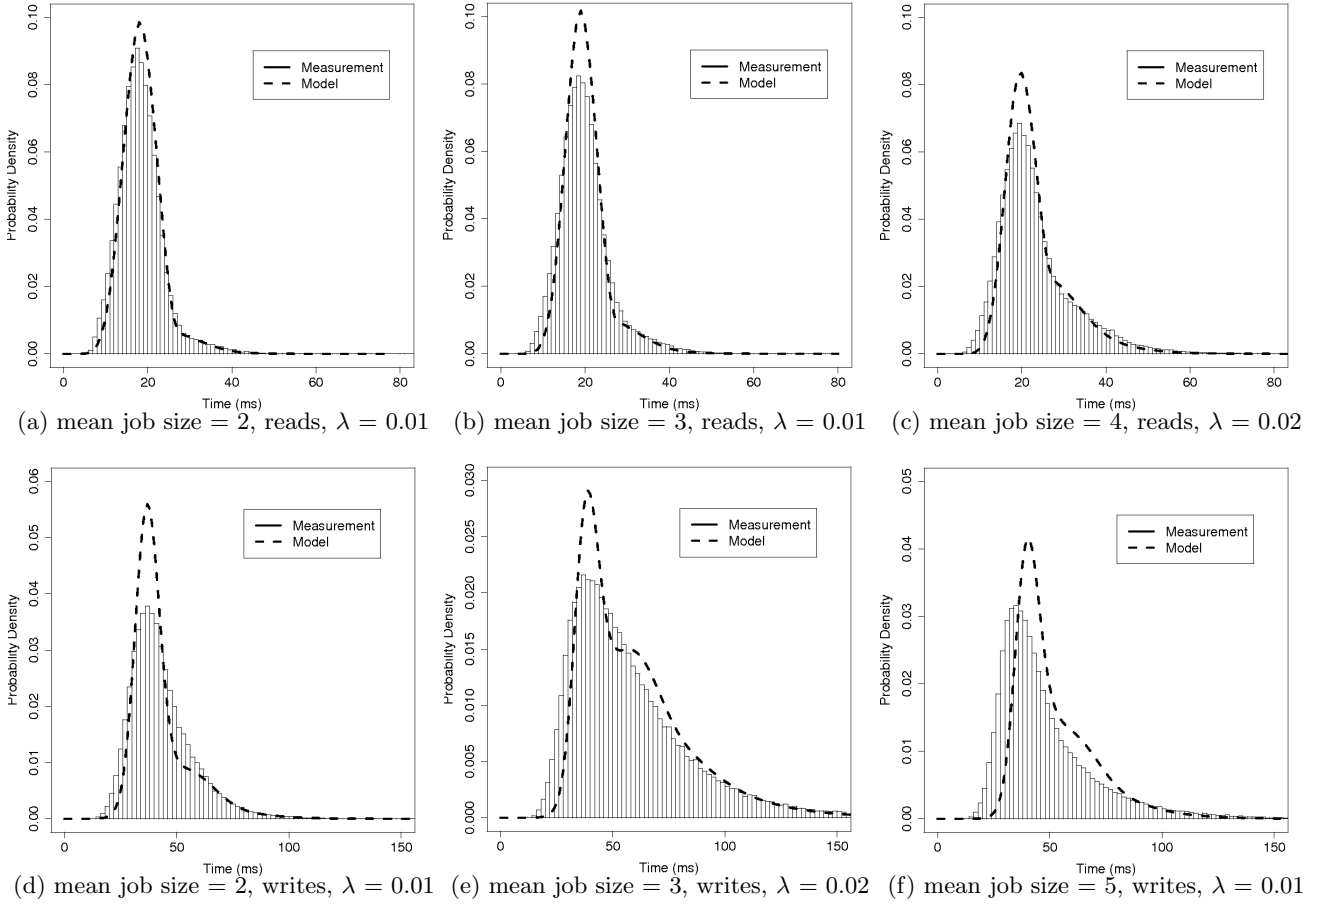 Probability Density
0.00 0.02 0.04 0.06 0.08 0.10
Measurement
Model
0 20 40 60 80
Time (ms)
(a) mean job size = 2, reads, λ = 0.01
Probability Density
0.00 0.02 0.04 0.06 0.08 0.10
Measurement
Model
0 20 40 60 80
Time (ms)
(b) mean job size = 3, reads, λ = 0.01
Probability Density
0.00 0.02 0.04 0.06 0.08 0.10
Measurement
Model
0 20 40 60 80
Time (ms)
(c) mean job size = 4, reads, λ = 0.02
Probability Density
0.00 0.01 0.02 0.03 0.04 0.05 0.06
Measurement
Model
0 50 100 150
Time (ms)
(d) mean job size = 2, writes, λ = 0.01
Probability Density
0.000 0.005 0.010 0.015 0.020 0.025 0.030
Measurement
Model
0 50 100 150
Time (ms)
(e) mean job size = 3, writes, λ = 0.02
Probability Density
0.00 0.01 0.02 0.03 0.04 0.05
Measurement
Model
0 50 100 150
Time (ms)
(f) mean job size = 5, writes, λ = 0.01